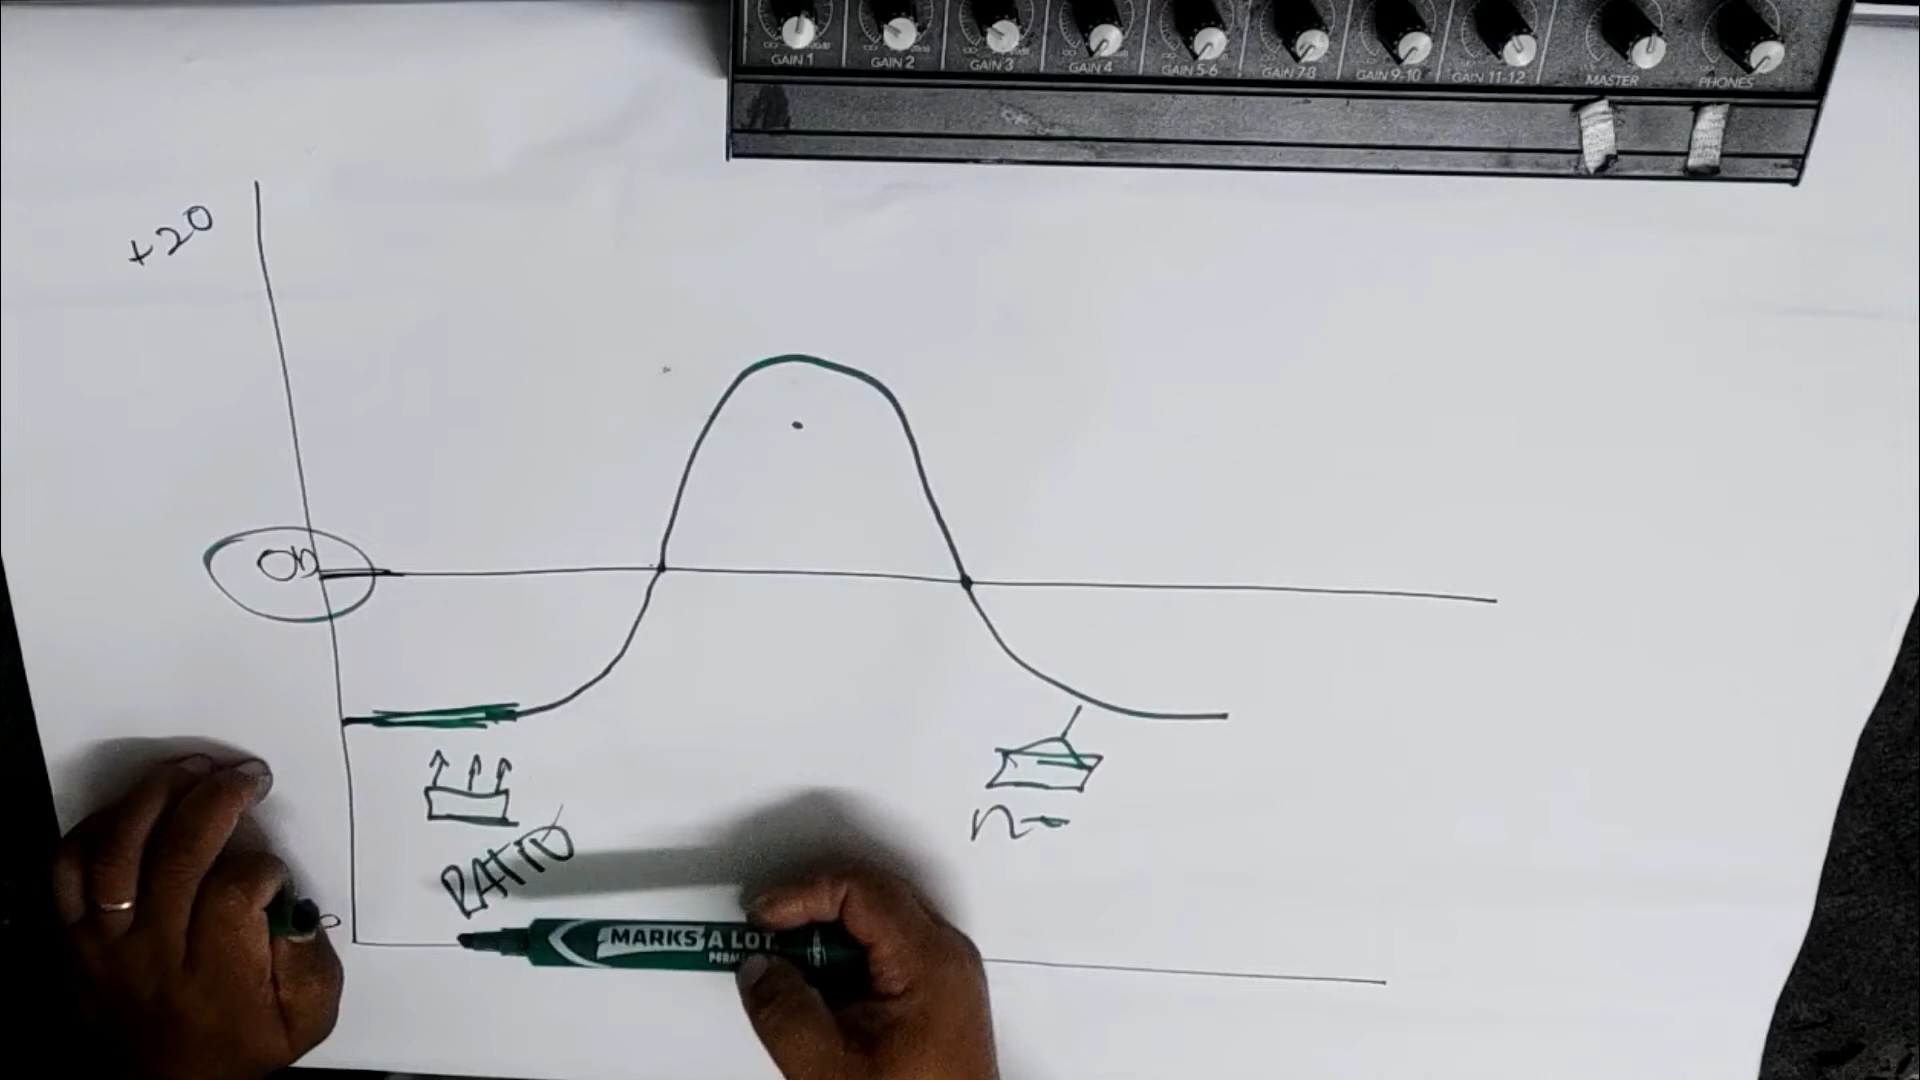 GAIN 1 GAIN 2 GAIN 3 GAIN 4 GAIN 5-6 GAIN 7-8 GAIN 9-10 GAIN 11-12 MASTER PHONES
+20
RATIO
MARKS A LOT